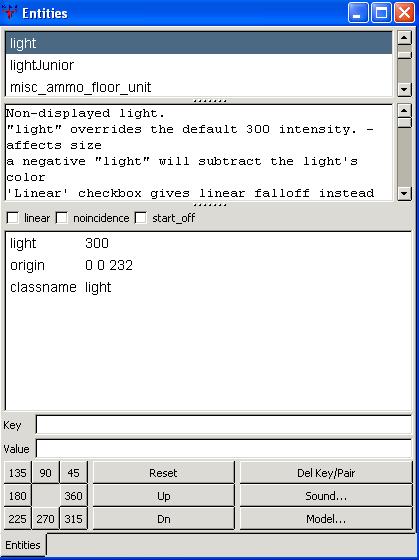 Entities
light
lightJunior
misc_ammo_floor_unit
Non-displayed light.
"light" overrides the default 300 intensity. -
affects size
a negative "light" will subtract the light's
color
'Linear' checkbox gives linear falloff instead
linear noincidence start_off
light 300
origin 0 0 232
classname light
Key
Value
135 90 45 Reset Del Key/Pair
180 360 Up Sound...
225 270 315 Dn Model...
Entities